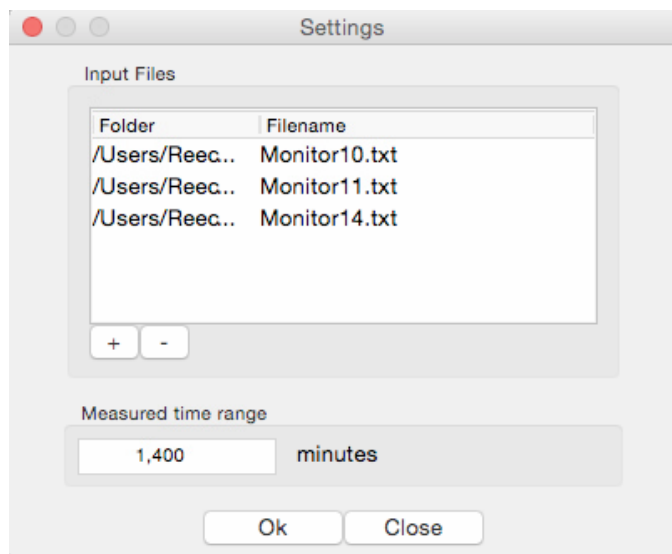 Settings
Input Files
Folder Filename
/Users/Reec... Monitor10.txt
/Users/Reec... Monitor11.txt
/Users/Reec... Monitor14.txt
+ -
Measured time range
1,400 minutes
Ok Close